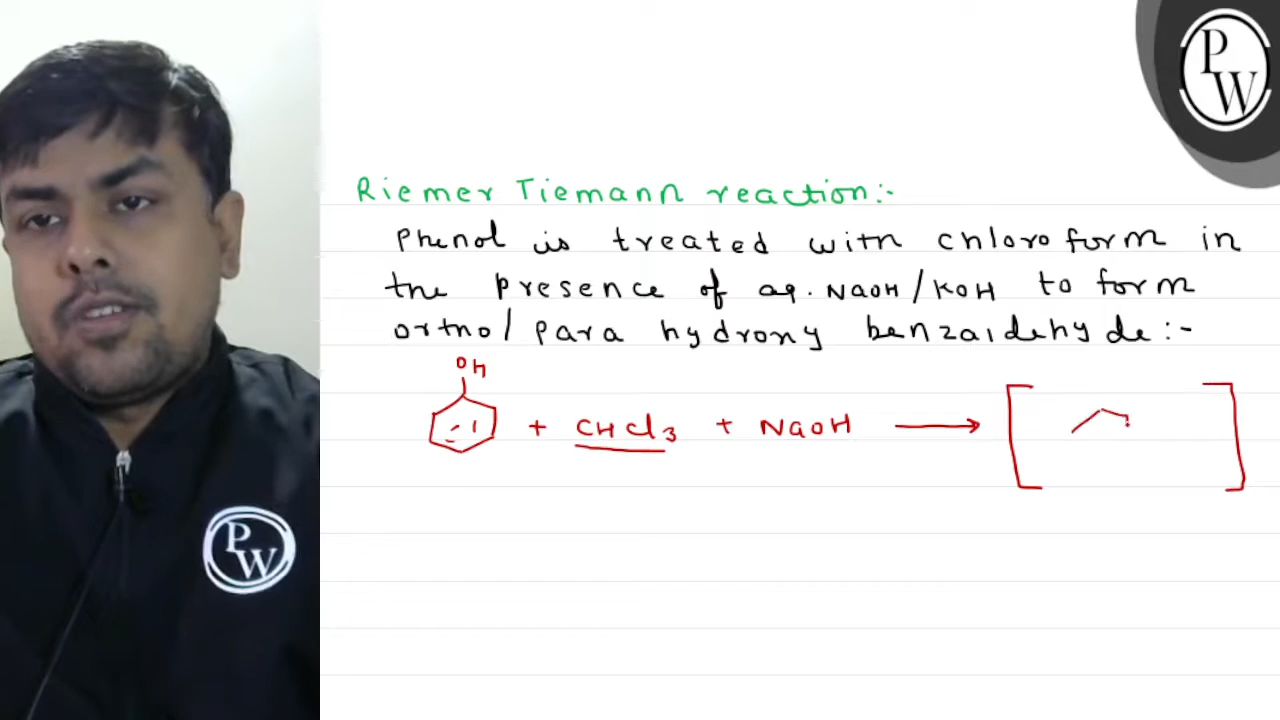 PW
Riemer Tiemann reaction:-
Phenol is treated with chloroform in
the presence of aq. NaOH/KOH to form
ortho/ para hydroxy benzaldehyde:-
OH
+ CHCl3 + NaOH ⟶ [ ]
PW